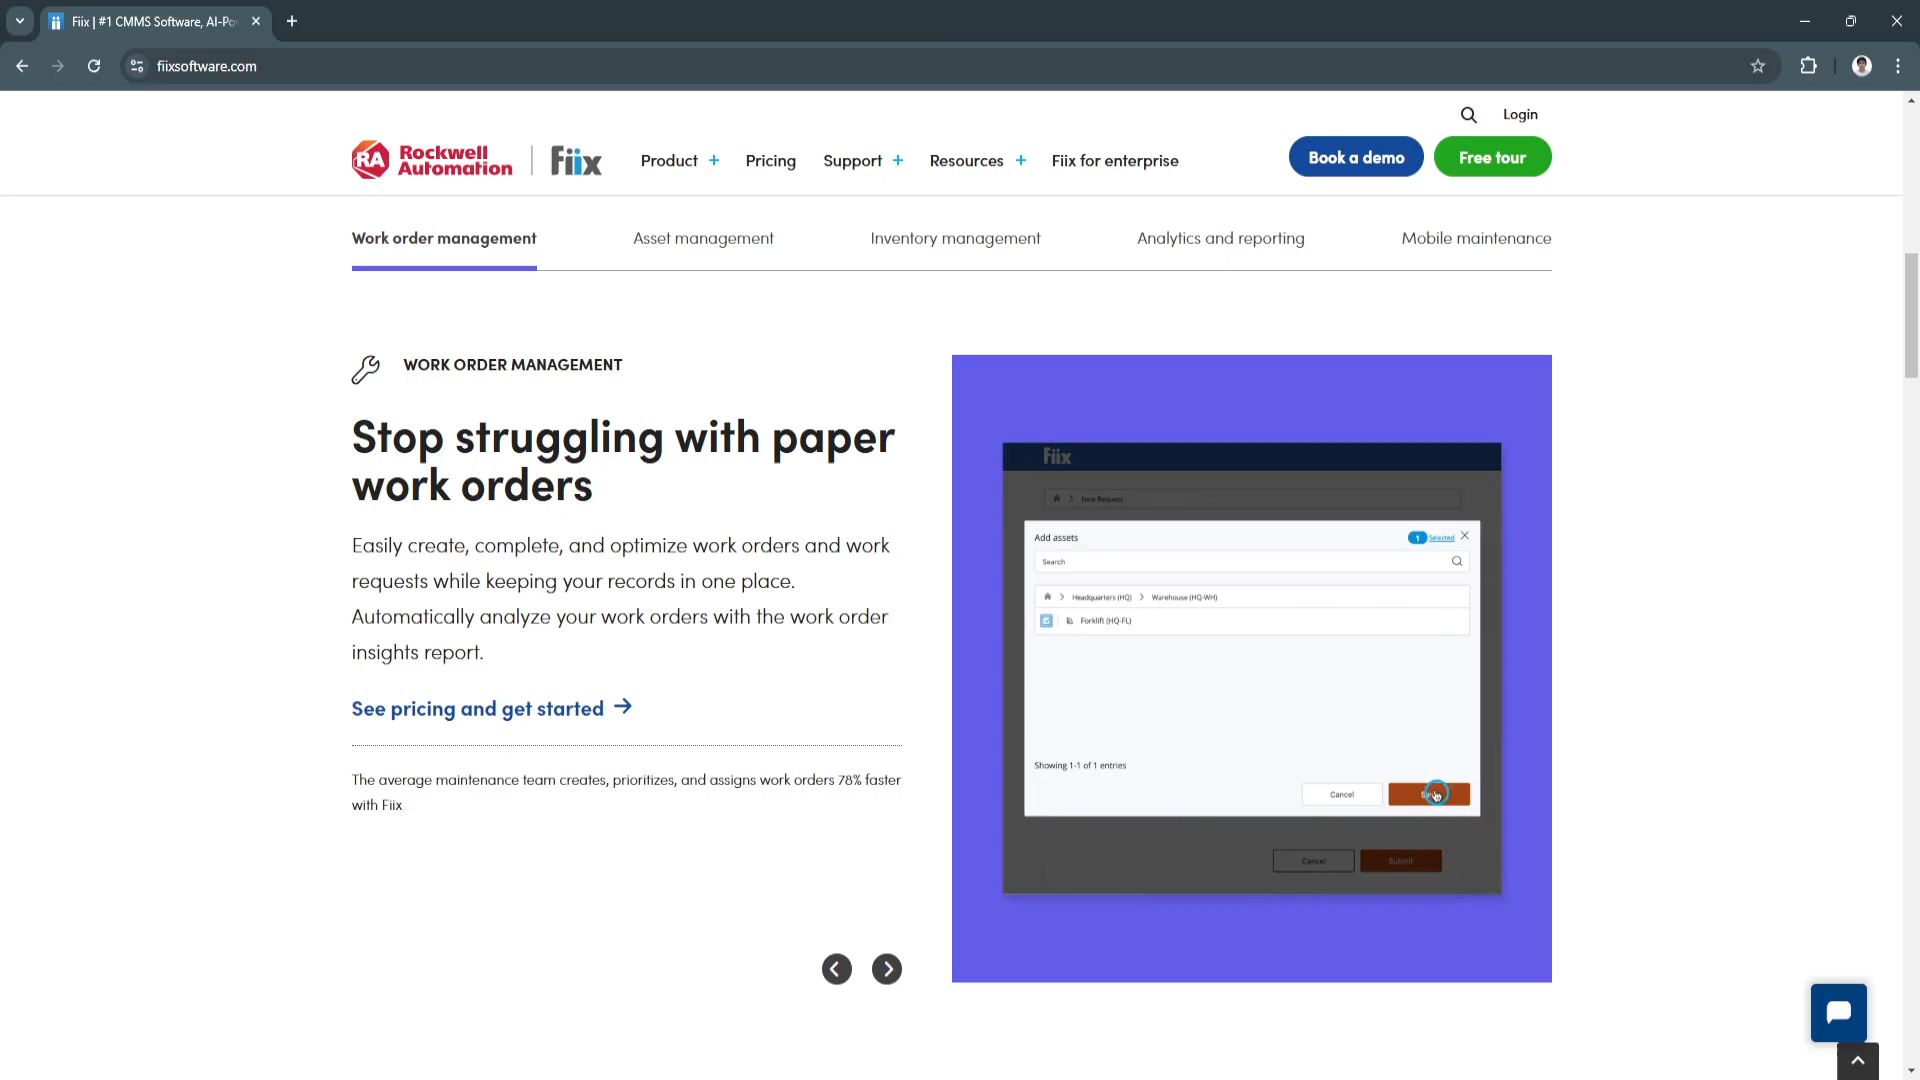 Fiix | #1 CMMS Software, AI-Po
fiixsoftware.com
Login
Rockwell
Automation
Fiix
Product +
Pricing
Support +
Resources +
Fiix for enterprise
Book a demo
Free tour
Work order management
Asset management
Inventory management
Analytics and reporting
Mobile maintenance
WORK ORDER MANAGEMENT
Stop struggling with paper
work orders
Easily create, complete, and optimize work orders and work
requests while keeping your records in one place.
Automatically analyze your work orders with the work order
insights report.
See pricing and get started
The average maintenance team creates, prioritizes, and assigns work orders 78% faster
with Fiix
Fiix
New Request
Add assets
1 Selected
Search
Headquarters (HQ) > Warehouse (HQ-WH)
Forklift (HQ-FL)
Showing 1-1 of 1 entries
Cancel
Cancel
Submit